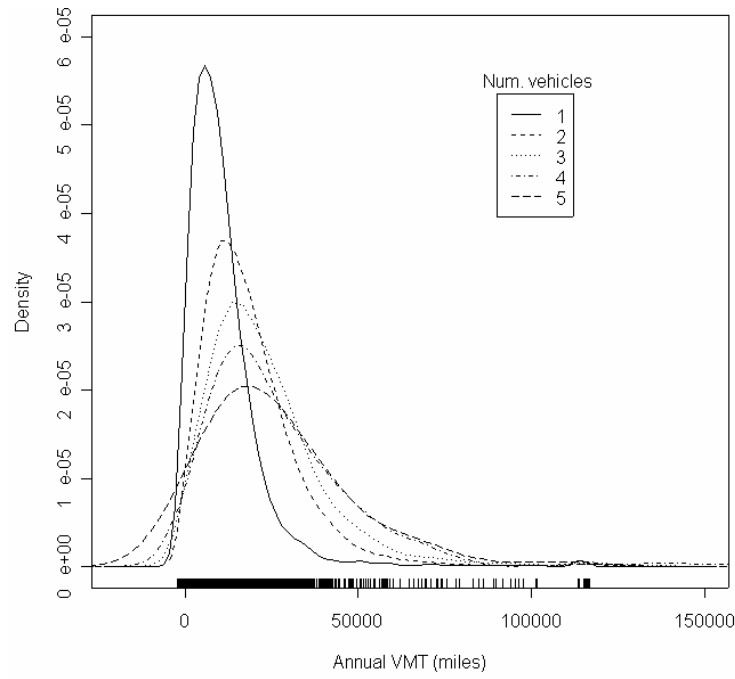 Num. vehicles
1
2
3
4
5
Density
6 e-05
5 e-05
4 e-05
3 e-05
2 e-05
1 e-05
0 e+00
0 50000 100000 150000
Annual VMT (miles)